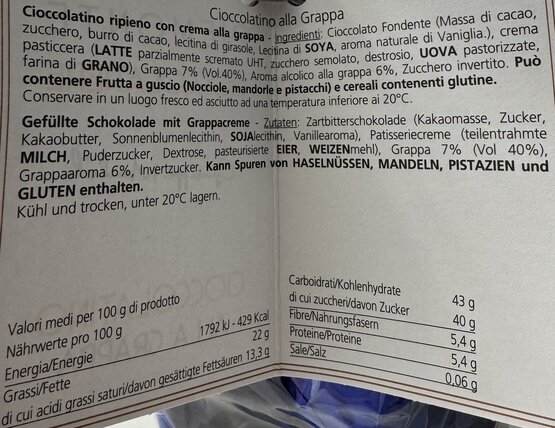 Cioccolatino alla Grappa
Cioccolatino ripieno con crema alla grappa - Ingredienti: Cioccolato Fondente (Massa di cacao,
zucchero, burro di cacao, lecitina di girasole, Lecitina di SOYA, aroma naturale di Vaniglia.), crema
pasticcera (LATTE parzialmente scremato UHT, zucchero semolato, destrosio, UOVA pastorizzate,
farina di GRANO), Grappa 7% (Vol.40%), Aroma alcolico alla grappa 6%, Zucchero invertito. Può
contenere Frutta a guscio (Nocciole, mandorle e pistacchi) e cereali contenenti glutine.
Conservare in un luogo fresco ed asciutto ad una temperatura inferiore ai 20°C.
Gefüllte Schokolade mit Grappacreme - Zutaten: Zartbitterschokolade (Kakaomasse, Zucker,
Kakaobutter, Sonnenblumenlecithin, SOJAlecithin, Vanillearoma), Patisseriecreme (teilentrahmte
MILCH, Puderzucker, Dextrose, pasteurisierte EIER, WEIZENmehl), Grappa 7% (Vol 40%),
Grappaaroma 6%, Invertzucker. Kann Spuren von HASELNÜSSEN, MANDELN, PISTAZIEN und
GLUTEN enthalten.
Kühl und trocken, unter 20°C lagern.
Valori medi per 100 g di prodotto
Nährwerte pro 100 g
Energia/Energie 1792 kJ - 429 Kcal
Grassi/Fette 22 g
di cui acidi grassi saturi/davon gesättigte Fettsäuren 13,3 g
Carboidrati/Kohlenhydrate 43 g
di cui zuccheri/davon Zucker 40 g
Fibre/Nahrungsfasern 5,4 g
Proteine/Proteine 5,4 g
Sale/Salz 0,06 g